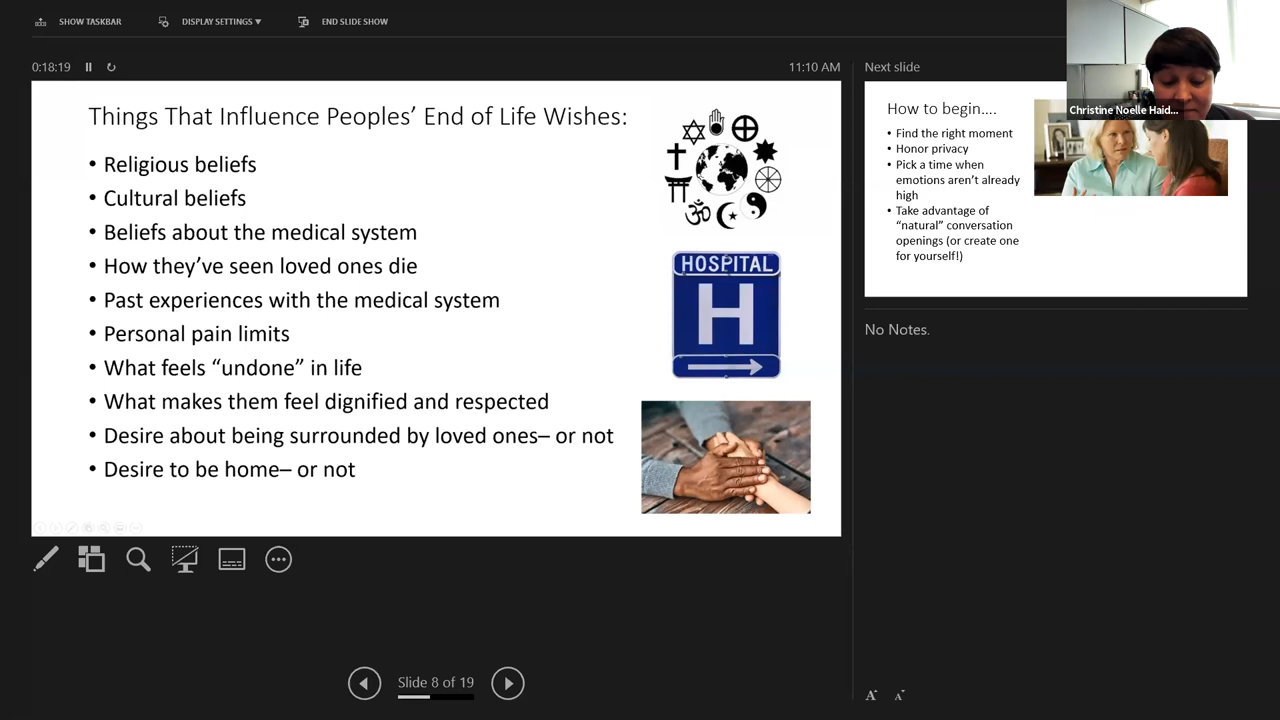 SHOW TASKBAR
DISPLAY SETTINGS ▼
END SLIDE SHOW
0:18:19
11:10 AM
Things That Influence Peoples’ End of Life Wishes:
• Religious beliefs
• Cultural beliefs
• Beliefs about the medical system
• How they’ve seen loved ones die
• Past experiences with the medical system
• Personal pain limits
• What feels “undone” in life
• What makes them feel dignified and respected
• Desire about being surrounded by loved ones– or not
• Desire to be home– or not
HOSPITAL
H
Slide 8 of 19
Next slide
Christine Noelle Haid...
How to begin....
• Find the right moment
• Honor privacy
• Pick a time when
emotions aren’t already
high
• Take advantage of
“natural” conversation
openings (or create one
for yourself!)
No Notes.
A A